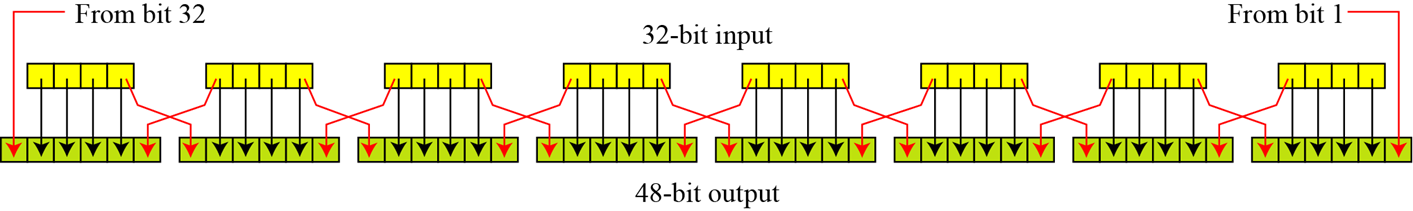 From bit 32
From bit 1
32-bit input
48-bit output